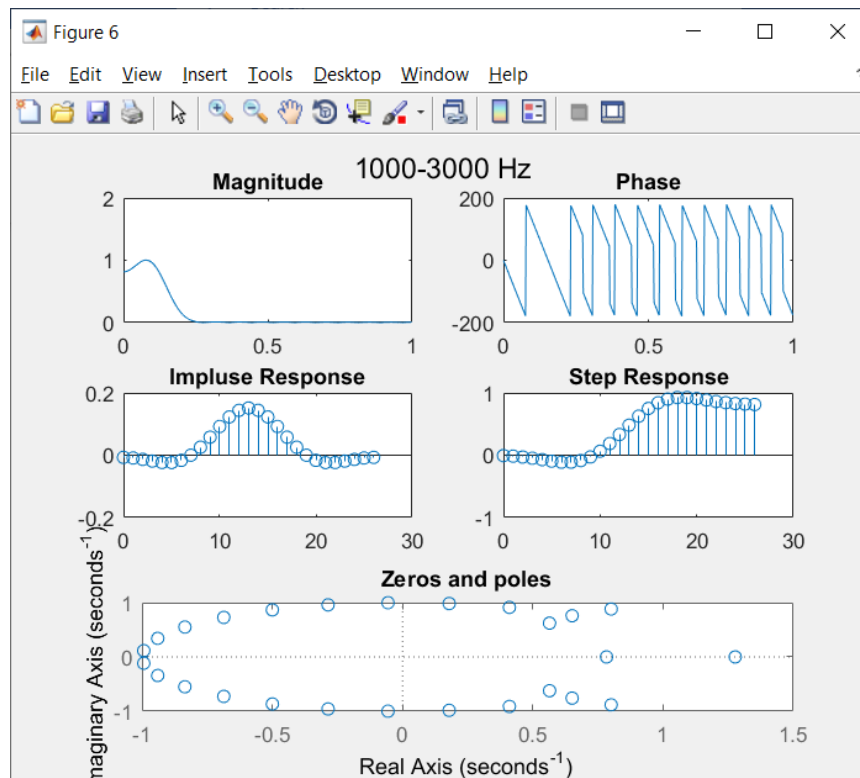 Figure 6
File Edit View Insert Tools Desktop Window Help
1000-3000 Hz
Magnitude
2
1
0
0 0.5 1
Phase
200
0
-200
0 0.5 1
Impluse Response
0.2
0
-0.2
0 10 20 30
Step Response
1
0
-1
0 10 20 30
Zeros and poles
maginary Axis (seconds⁻¹)
1
0
-1
-1 -0.5 0 0.5 1 1.5
Real Axis (seconds⁻¹)